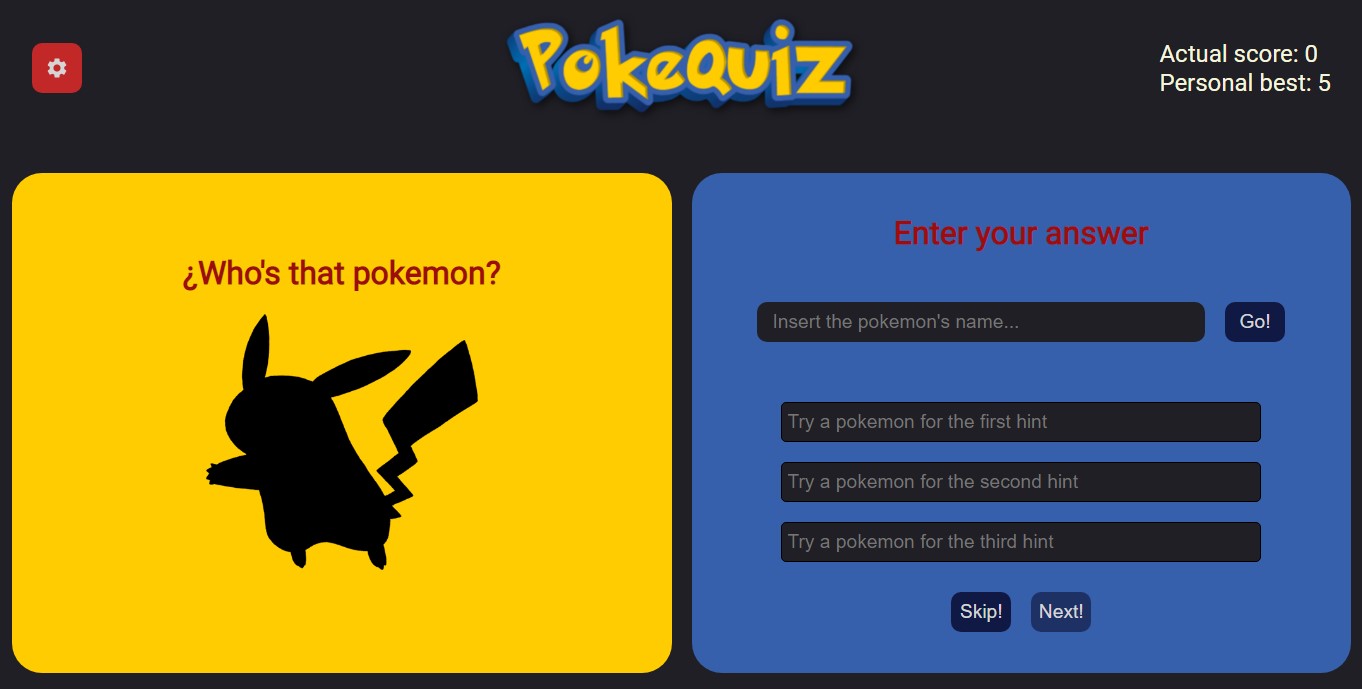 PokeQuiz
Actual score: 0
Personal best: 5
¿Who's that pokemon?
Enter your answer
Insert the pokemon's name...
Go!
Try a pokemon for the first hint
Try a pokemon for the second hint
Try a pokemon for the third hint
Skip!
Next!